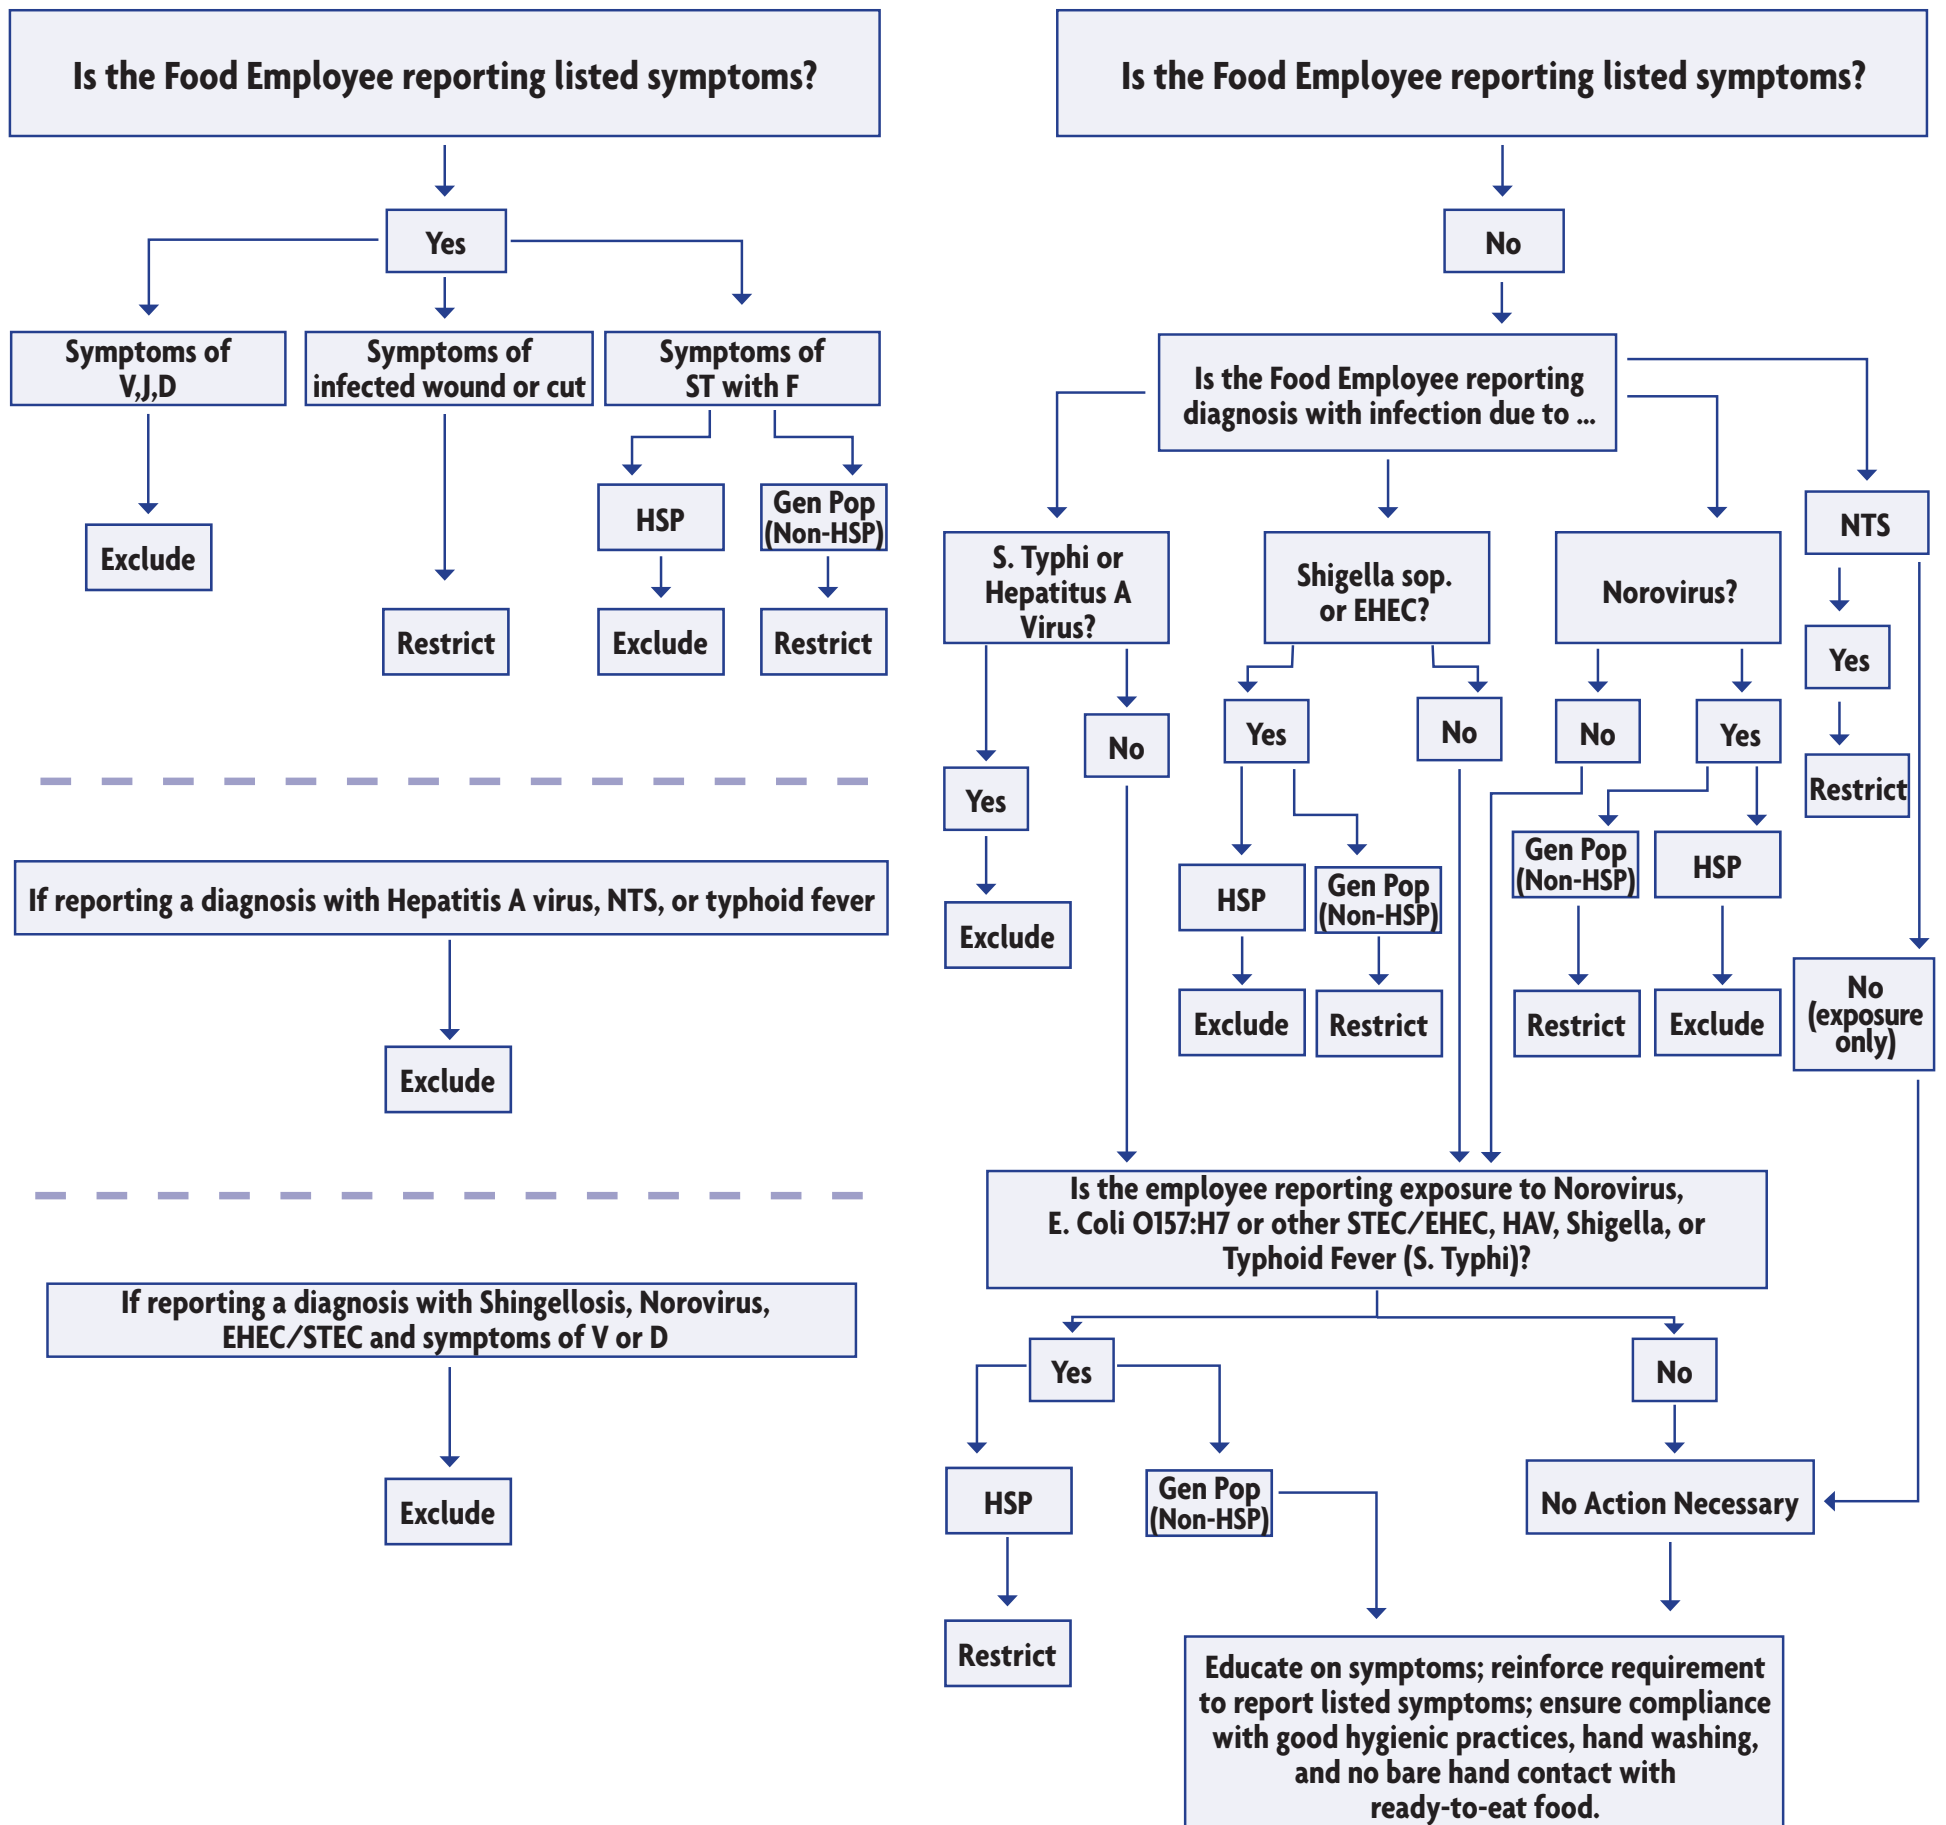 Is the Food Employee reporting listed symptoms?
Yes
Symptoms of
V,J,D
Symptoms of
infected wound or cut
Symptoms of
ST with F
Exclude
Restrict
HSP
Gen Pop
(Non-HSP)
Exclude
Restrict
If reporting a diagnosis with Hepatitis A virus, NTS, or typhoid fever
Exclude
If reporting a diagnosis with Shingellosis, Norovirus,
EHEC/STEC and symptoms of V or D
Exclude
Is the Food Employee reporting listed symptoms?
No
Is the Food Employee reporting
diagnosis with infection due to ...
S. Typhi or
Hepatitus A
Virus?
Shigella sop.
or EHEC?
Norovirus?
NTS
Yes
No
Yes
No
No
Yes
Yes
Exclude
HSP
Gen Pop
(Non-HSP)
Gen Pop
(Non-HSP)
HSP
Restrict
Exclude
Restrict
Restrict
Exclude
No
(exposure
only)
Is the employee reporting exposure to Norovirus,
E. Coli O157:H7 or other STEC/EHEC, HAV, Shigella, or
Typhoid Fever (S. Typhi)?
Yes
No
HSP
Gen Pop
(Non-HSP)
No Action Necessary
Restrict
Educate on symptoms; reinforce requirement
to report listed symptoms; ensure compliance
with good hygienic practices, hand washing,
and no bare hand contact with
ready-to-eat food.